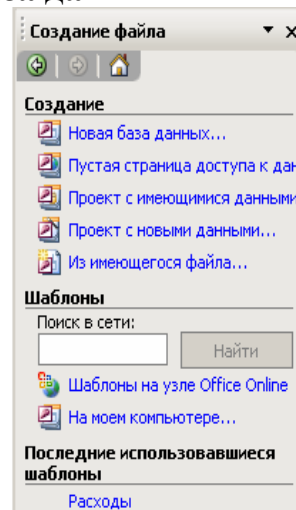 Создание файла
Создание
Новая база данных...
Пустая страница доступа к дан
Проект с имеющимися данными
Проект с новыми данными...
Из имеющегося файла...
Шаблоны
Поиск в сети:
Найти
Шаблоны на узле Office Online
На моем компьютере...
Последние использовавшиеся
шаблоны
Расходы